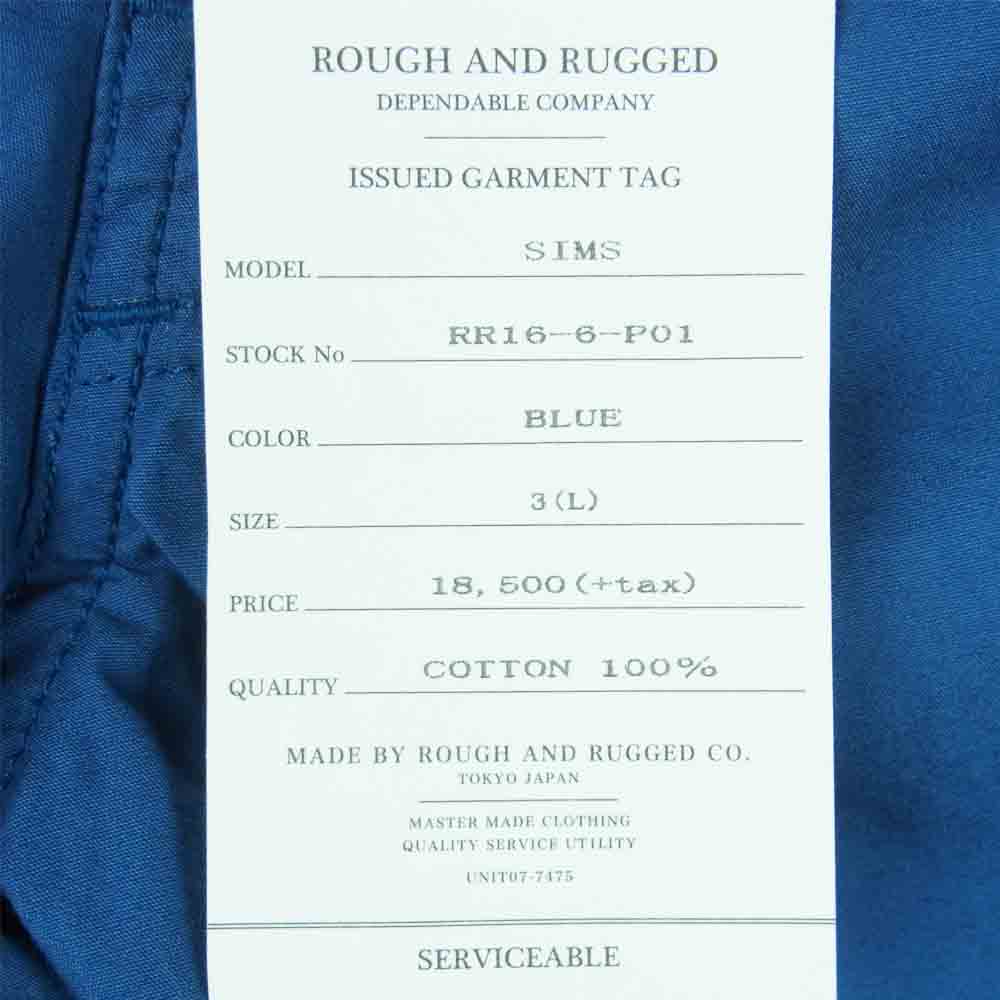 ROUGH AND RUGGED
DEPENDABLE COMPANY
ISSUED GARMENT TAG
MODEL SIMS
STOCK No RR16-6-P01
COLOR BLUE
SIZE 3(L)
PRICE 18,500(+tax)
QUALITY COTTON 100%
MADE BY ROUGH AND RUGGED CO.
TOKYO JAPAN
MASTER MADE CLOTHING
QUALITY SERVICE UTILITY
UNIT07-7475
SERVICEABLE